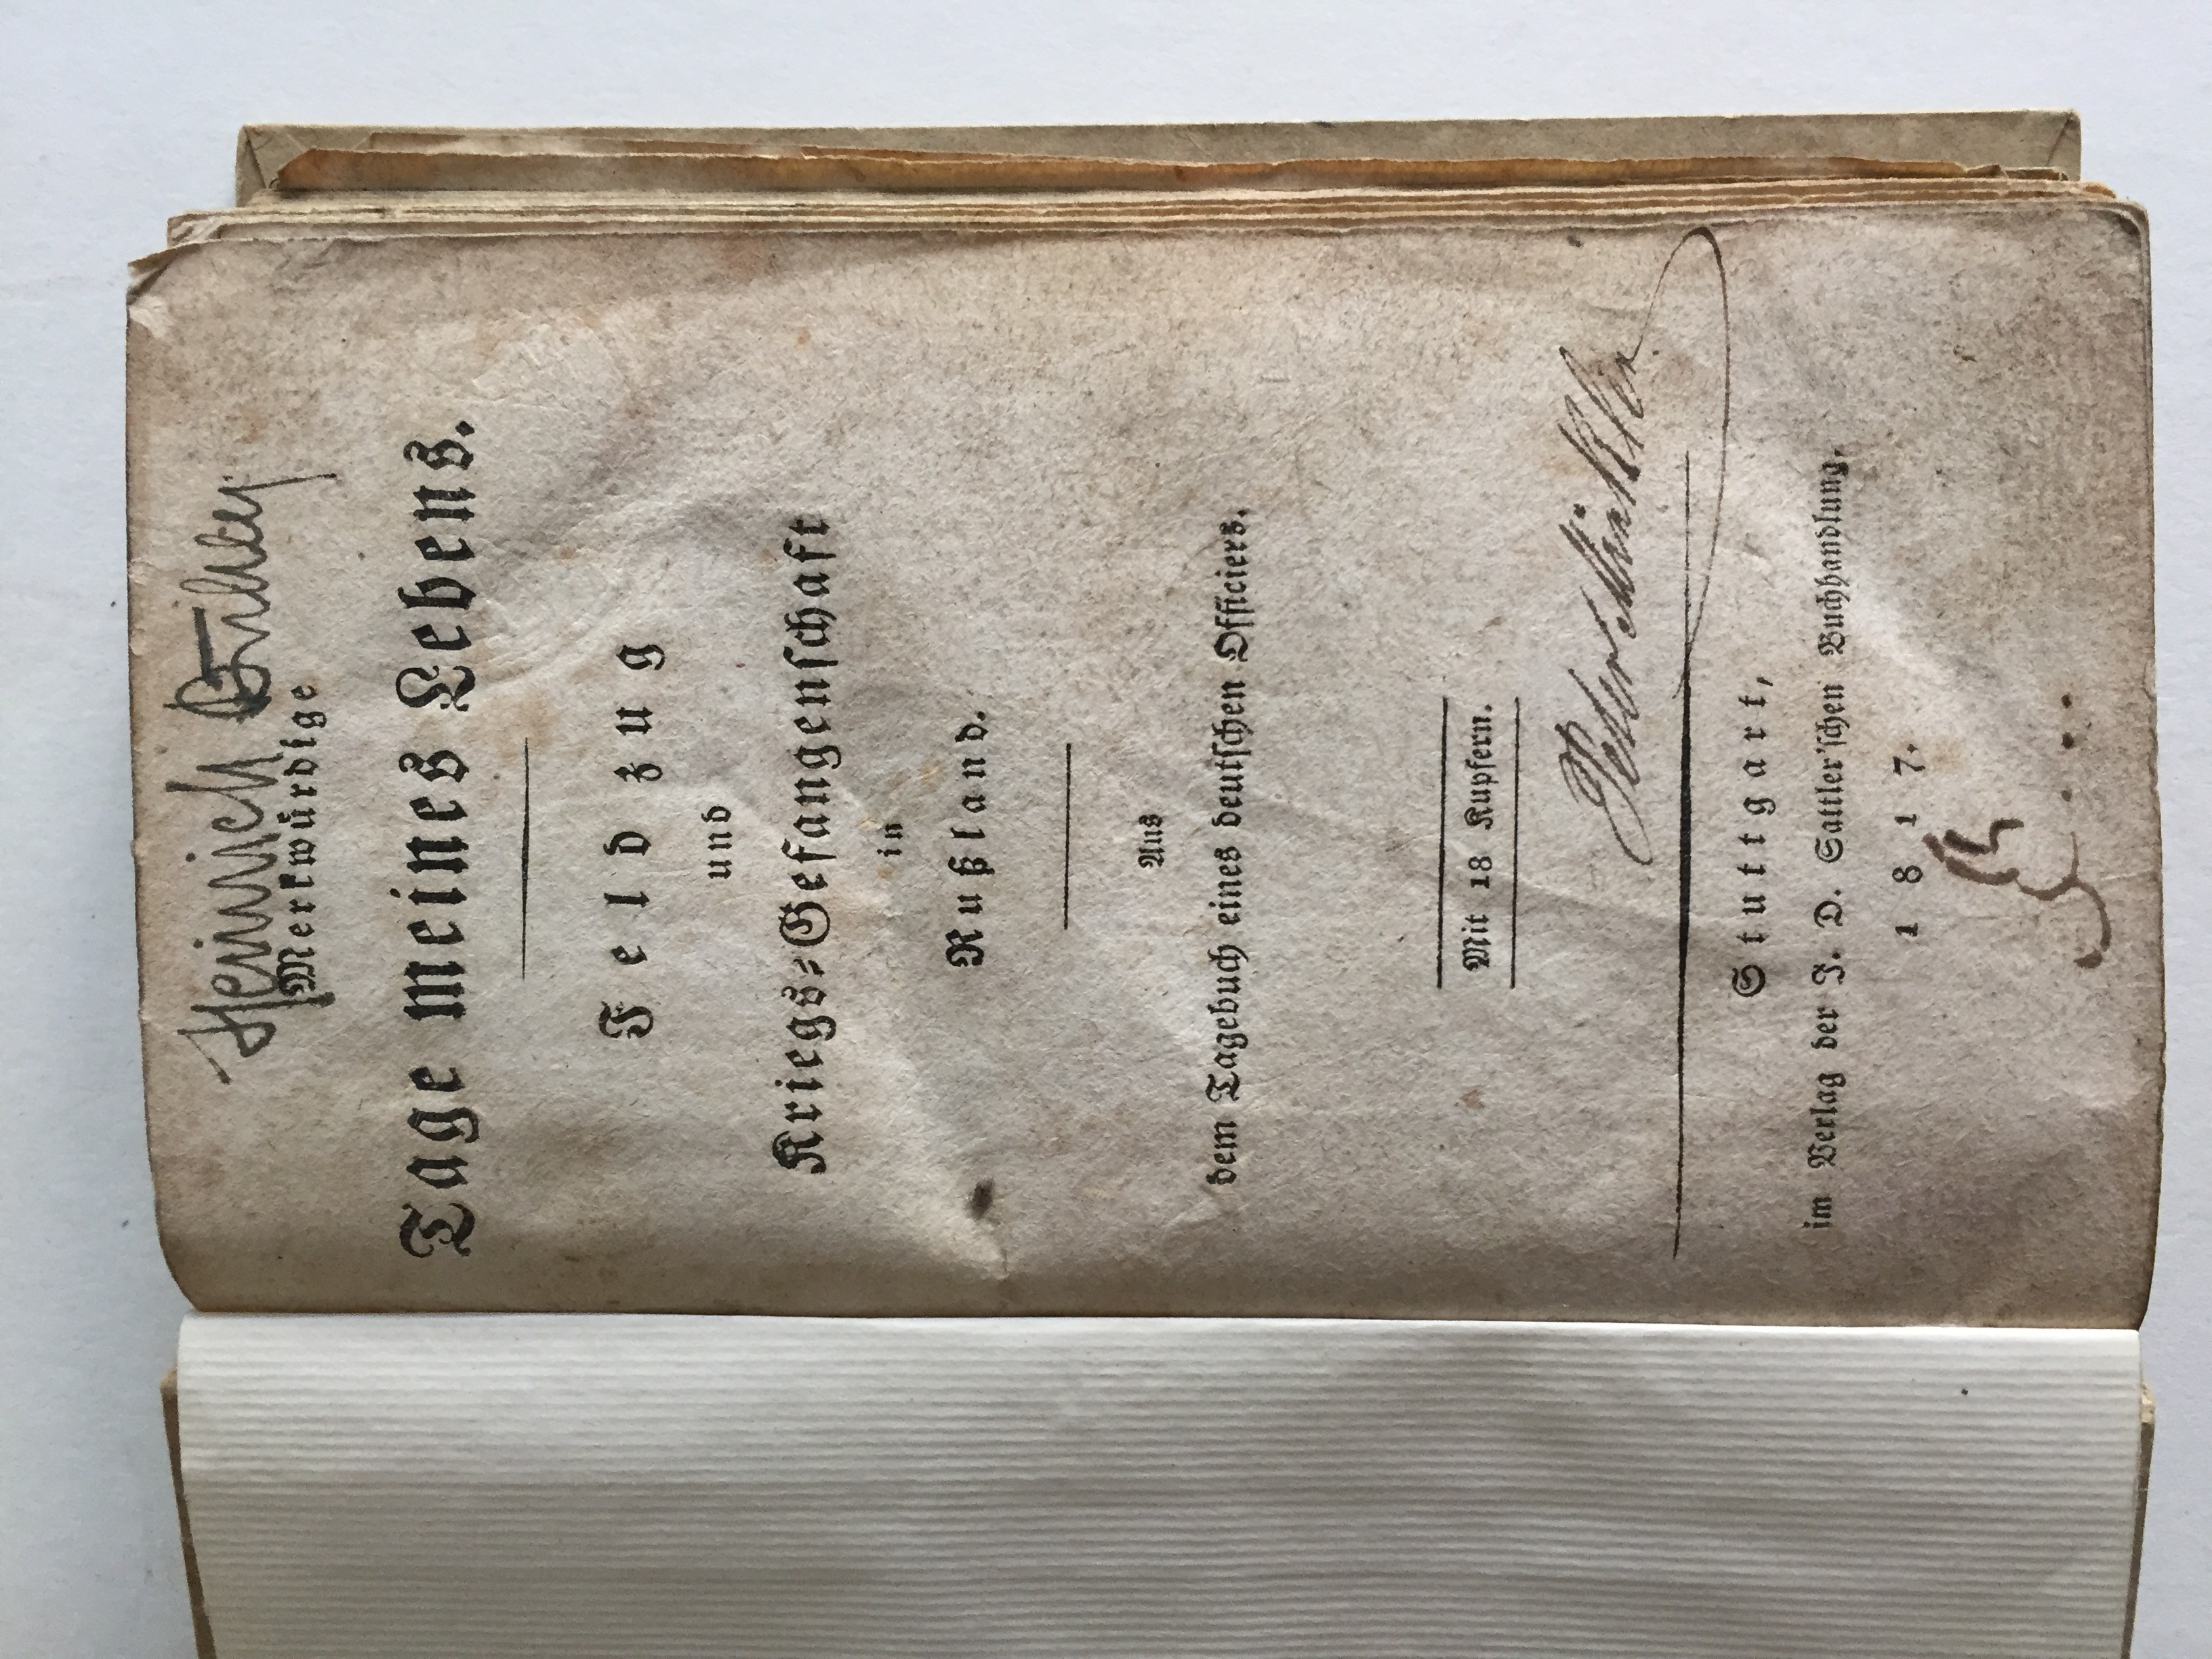 Heinrich
Merkwürdige
Tage meines Lebens.
Feldzug
und
Kriegs-Gefangenschaft
in
Rußland.
Aus
dem Tagebuch eines deutschen Officiers.
Mit 18 Kupfern.
Peter
Stuttgart,
im Verlag der J. D. Sattler'schen Buchhandlung.
1817.